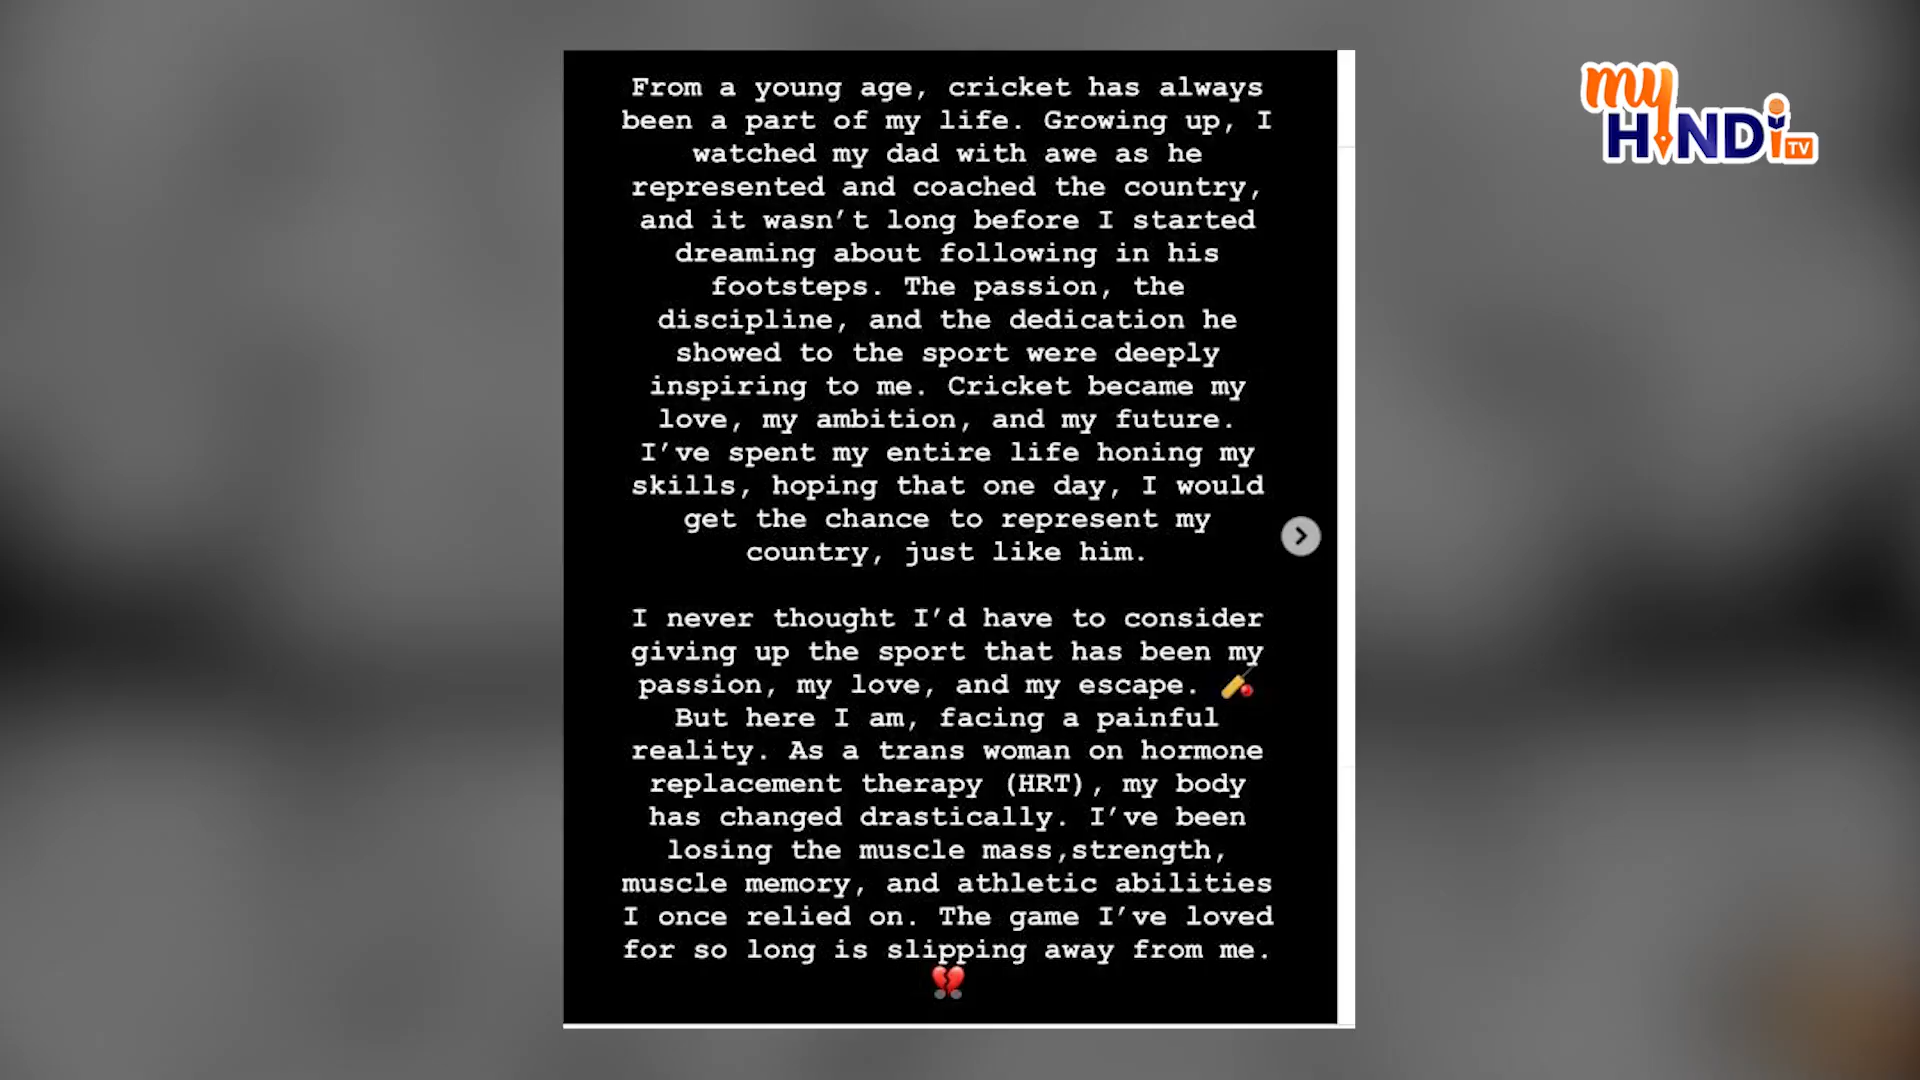 From a young age, cricket has always
been a part of my life. Growing up, I
watched my dad with awe as he
represented and coached the country,
and it wasn’t long before I started
dreaming about following in his
footsteps. The passion, the
discipline, and the dedication he
showed to the sport were deeply
inspiring to me. Cricket became my
love, my ambition, and my future.
I’ve spent my entire life honing my
skills, hoping that one day, I would
get the chance to represent my
country, just like him.
I never thought I’d have to consider
giving up the sport that has been my
passion, my love, and my escape. 🏏
But here I am, facing a painful
reality. As a trans woman on hormone
replacement therapy (HRT), my body
has changed drastically. I’ve been
losing the muscle mass,strength,
muscle memory, and athletic abilities
I once relied on. The game I’ve loved
for so long is slipping away from me.
💔
my
HINDi
TV